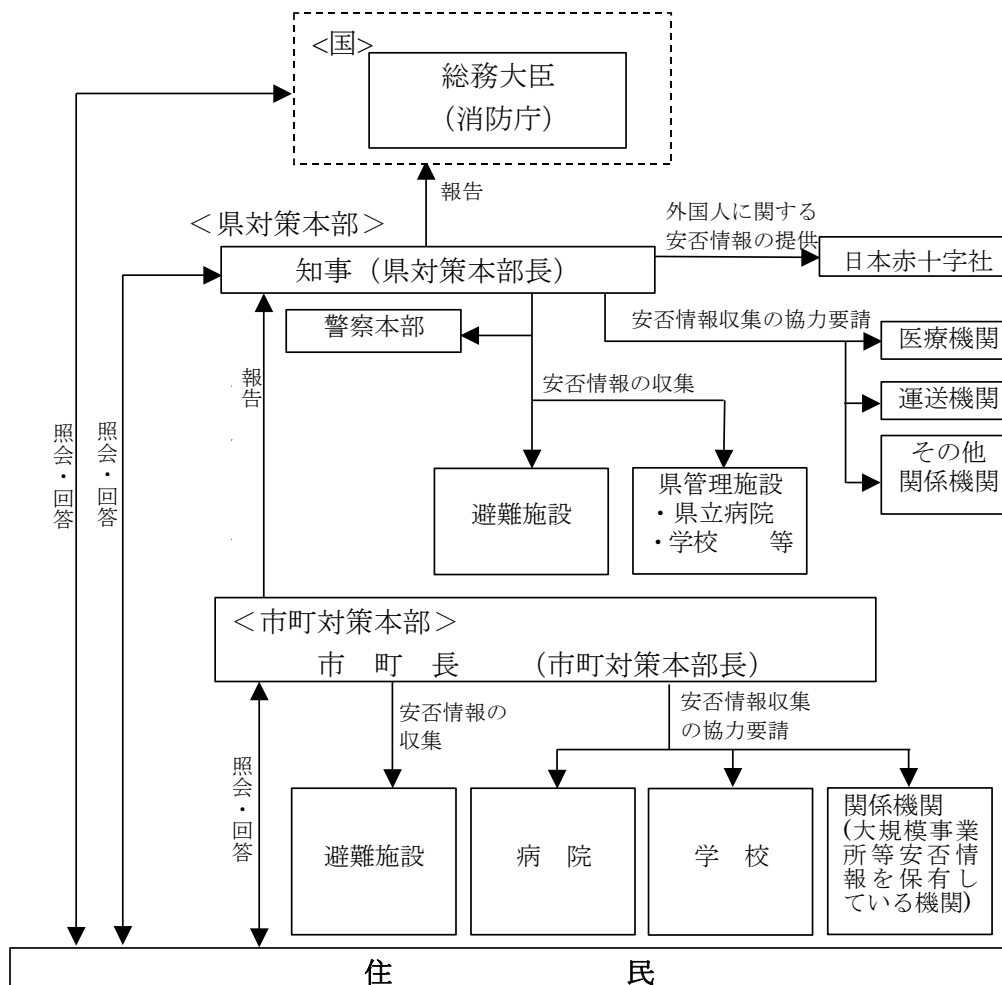 <国>
総務大臣
（消防庁）
報告
＜県対策本部＞
外国人に関する
安否情報の提供
知事（県対策本部長）
日本赤十字社
警察本部
安否情報収集の協力要請
医療機関
報告
安否情報の収集
運送機関
照会・回答
照会・回答
その他
関係機関
避難施設
県管理施設
・県立病院
・学校　等
＜市町対策本部＞
市　町　長　（市町対策本部長）
安否情報の
収集
安否情報収集
の協力要請
照会・回答
避難施設
病　院
学　校
関係機関
(大規模事業
所等安否情
報を保有し
ている機関)
住　民